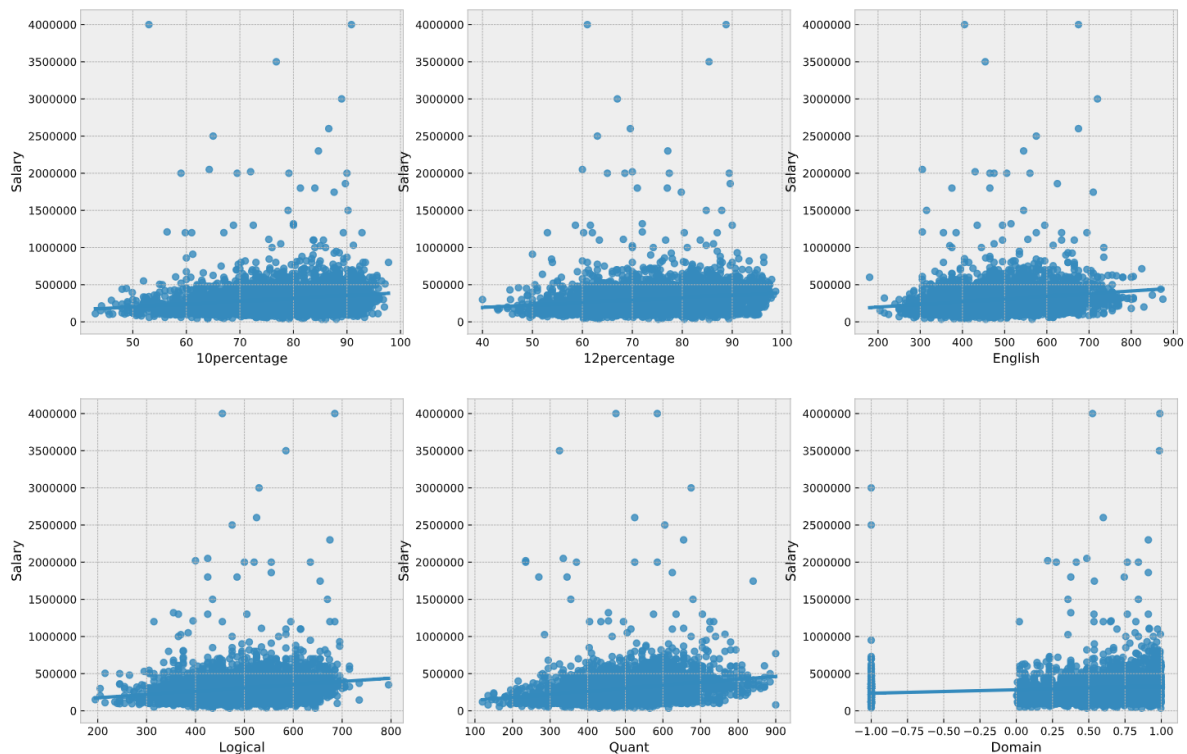 4000000 4000000 4000000
3500000 3500000 3500000
3000000 3000000 3000000
2500000 2500000 2500000
Salary Salary Salary
2000000 2000000 2000000
1500000 1500000 1500000
1000000 1000000 1000000
500000 500000 500000
0 0 0
50 60 70 80 90 100 40 50 60 70 80 90 100 200 300 400 500 600 700 800 900
10percentage 12percentage English
4000000 4000000 4000000
3500000 3500000 3500000
3000000 3000000 3000000
2500000 2500000 2500000
Salary Salary Salary
2000000 2000000 2000000
1500000 1500000 1500000
1000000 1000000 1000000
500000 500000 500000
0 0 0
200 300 400 500 600 700 800 100 200 300 400 500 600 700 800 900 −1.00 −0.75 −0.50 −0.25 0.00 0.25 0.50 0.75 1.00
Logical Quant Domain